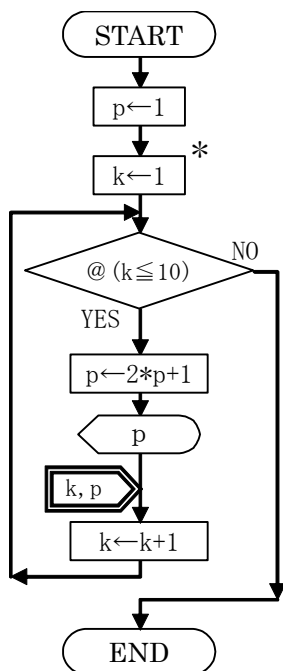 START
p←1
*
k←1
@(k≦10)
NO
YES
p←2*p+1
p
k,p
k←k+1
END